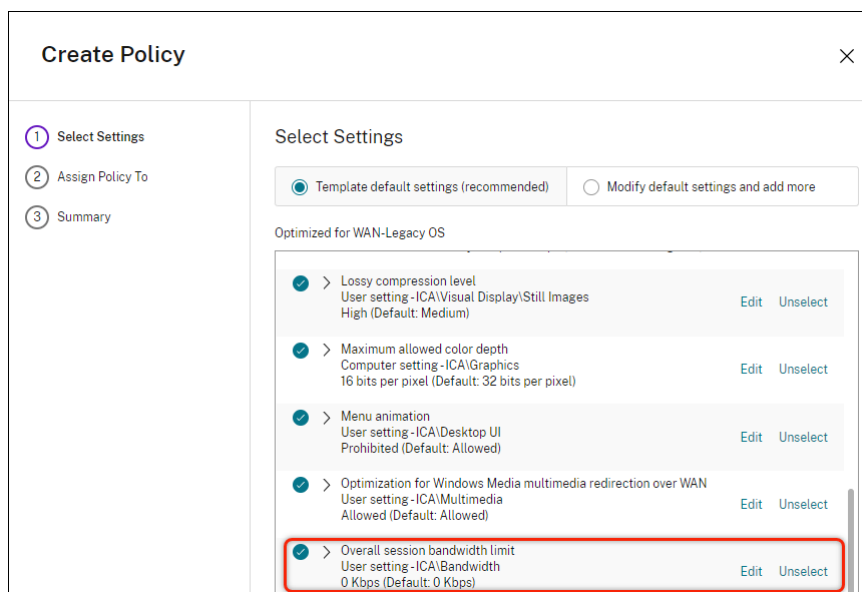 Create Policy
1 Select Settings
2 Assign Policy To
3 Summary
Select Settings
Template default settings (recommended)
Modify default settings and add more
Optimized for WAN-Legacy OS
Lossy compression level
User setting - ICA\Visual Display\Still Images
High (Default: Medium)
Edit Unselect
Maximum allowed color depth
Computer setting - ICA\Graphics
16 bits per pixel (Default: 32 bits per pixel)
Edit Unselect
Menu animation
User setting - ICA\Desktop UI
Prohibited (Default: Allowed)
Edit Unselect
Optimization for Windows Media multimedia redirection over WAN
User setting - ICA\Multimedia
Allowed (Default: Allowed)
Edit Unselect
Overall session bandwidth limit
User setting - ICA\Bandwidth
0 Kbps (Default: 0 Kbps)
Edit Unselect